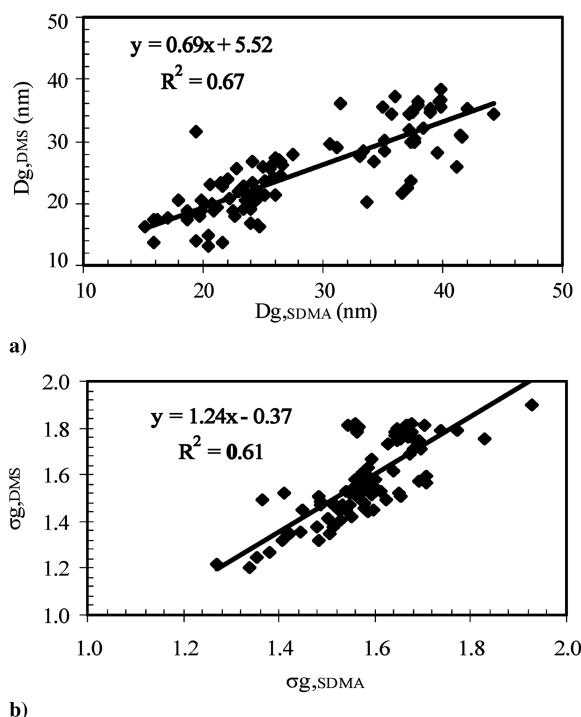 50
y = 0.69x + 5.52
40
R² = 0.67
30
20
10
Dg,DMS (nm)
10 20 30 40 50
Dg,SDMA (nm)
a)
2.0
y = 1.24x - 0.37
1.8
R² = 0.61
1.6
1.4
1.2
1.0
σg,DMS
1.0 1.2 1.4 1.6 1.8 2.0
σg,SDMA
b)